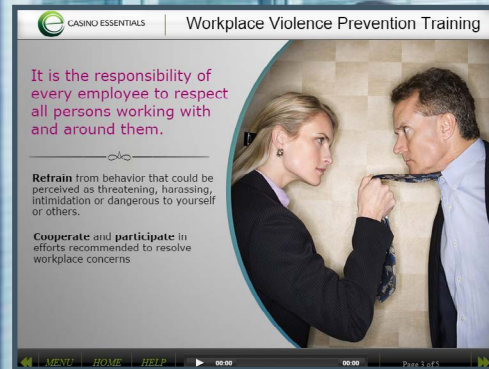 CASINO ESSENTIALS
Workplace Violence Prevention Training
It is the responsibility of
every employee to respect
all persons working with
and around them.
Refrain from behavior that could be
perceived as threatening, harassing,
intimidation or dangerous to yourself
or others.
Cooperate and participate in
efforts recommended to resolve
workplace concerns
MENU HOME HELP 00:00 00:00 Page 3 of 5